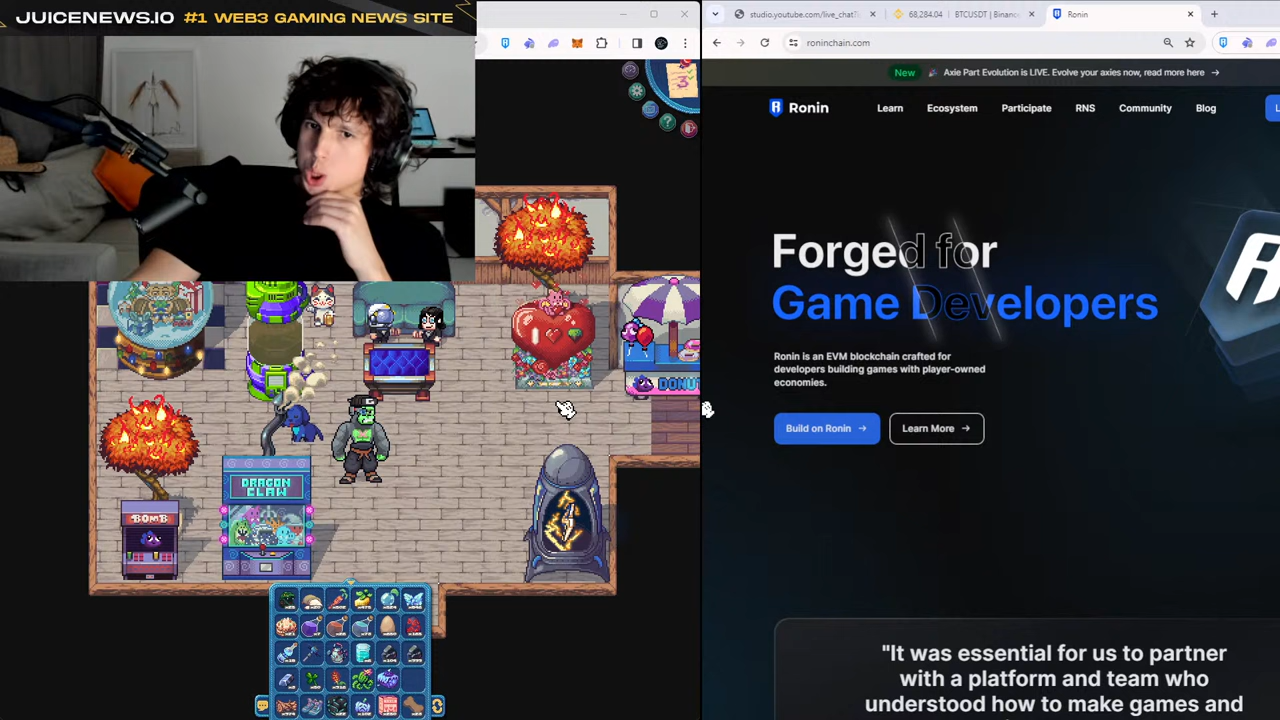 JUICENEWS.IO #1 WEB3 GAMING NEWS SITE
studio.youtube.com/live_chat?
68,284.04 BTCUSDT | Binanc
Ronin
roninchain.com
New Axie Part Evolution is LIVE. Evolve your axies now, read more here →
Ronin
Learn Ecosystem Participate RNS Community Blog
Forged for
Game Developers
Ronin is an EVM blockchain crafted for
developers building games with player-owned
economies.
Build on Ronin → Learn More →
3
DONU
DRAGON
CLAW
BOMB
"It was essential for us to partner
with a platform and team who
understood how to make games and